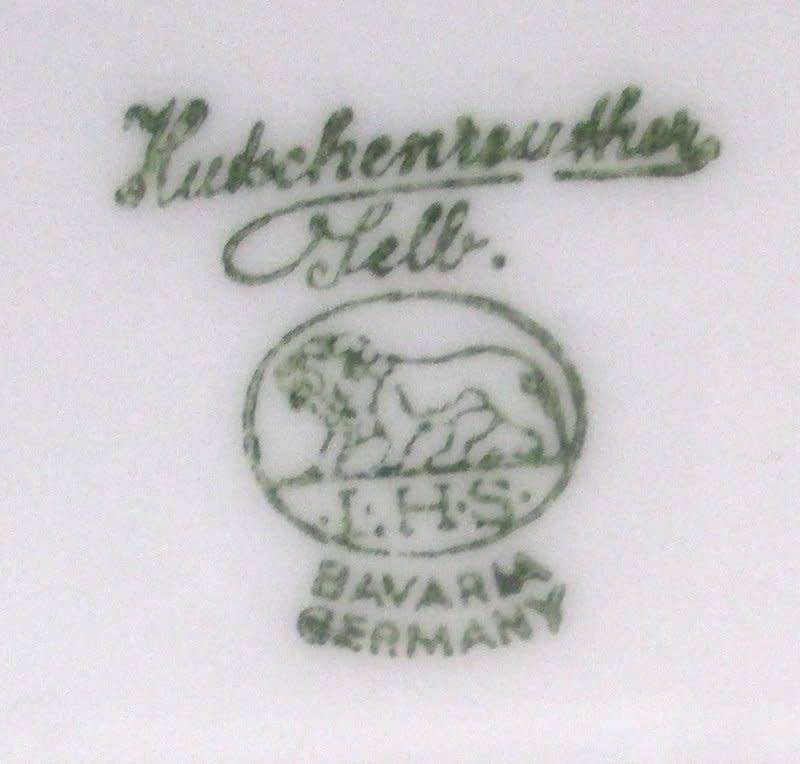 Hutschenreuther
Selb.
·L·H·S·
BAVARIA
GERMANY